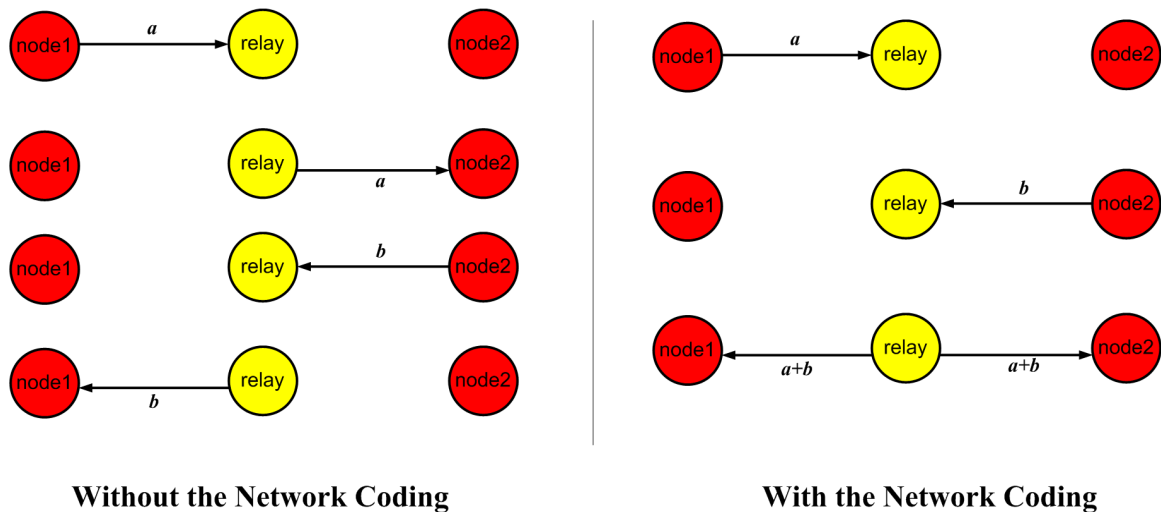 a
node1 relay node2
node1 relay node2
a
b
node1 relay node2
node1 relay node2
b
Without the Network Coding
a
node1 relay node2
b
node1 relay node2
node1 relay node2
a+b a+b
With the Network Coding